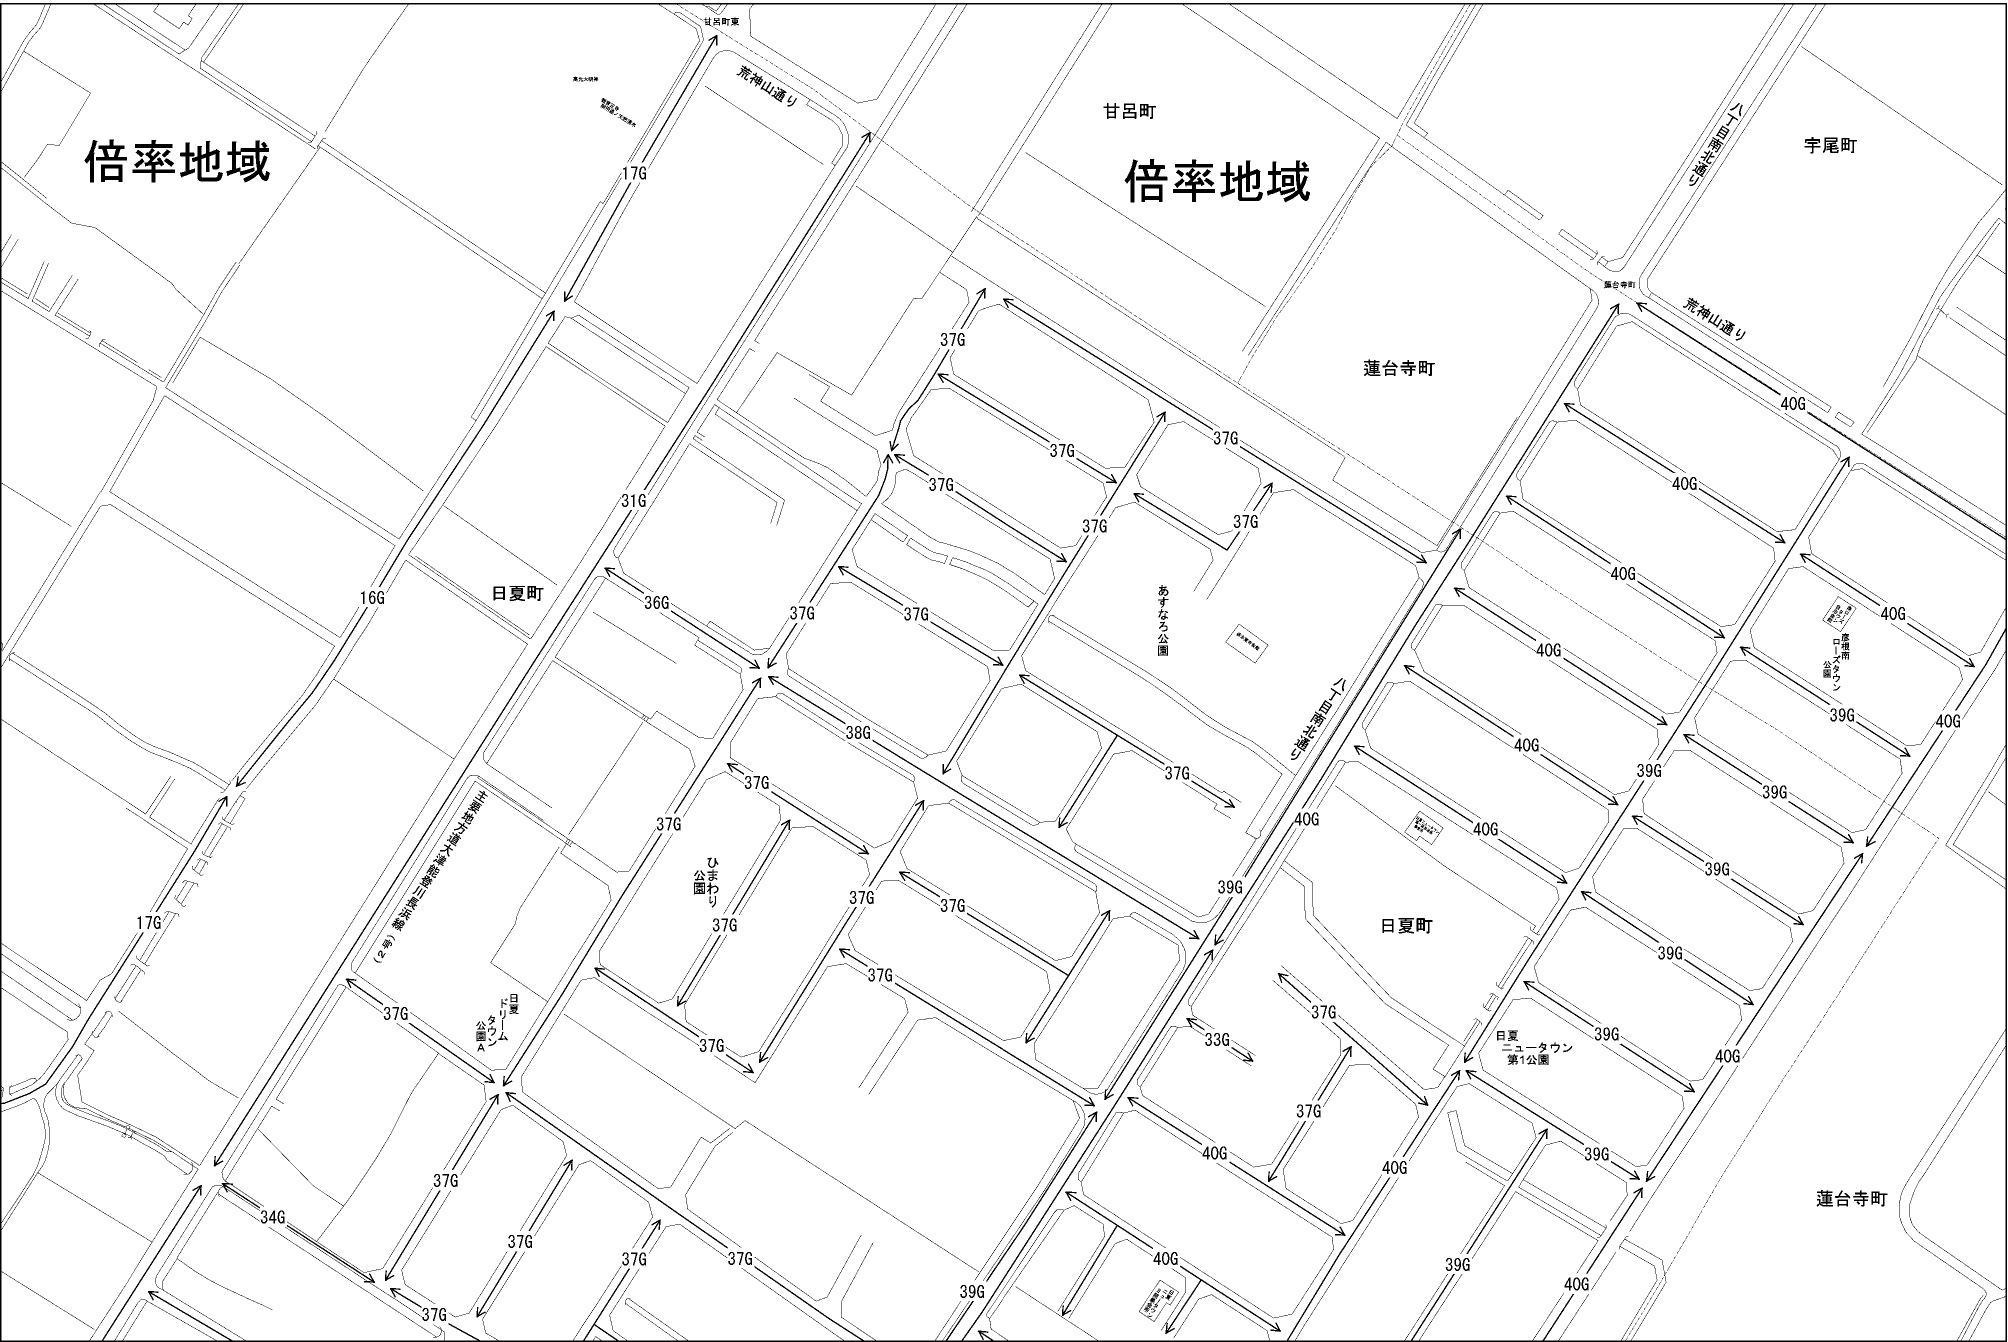 甘呂町東
荒神山通り
倍率地域
17G
甘呂町
倍率地域
八丁目南北通り
宇尾町
蓮台寺町
荒神山通り
37G
蓮台寺町
40G
37G
37G
37G
40G
31G
37G
37G
40G
16G
日夏町
36G
37G
37G
あすなろ公園
40G
40G
彦根南
ローズタウン
公園
40G
39G
40G
38G
八丁目南北通り
40G
39G
37G
37G
39G
主要地方道大津能登川長浜線
(2号)
37G
40G
40G
39G
ひまわり
公園
37G
37G
37G
39G
日夏町
39G
17G
37G
37G
日夏
ドリーム
タウン
公園A
37G
37G
33G
日夏
ニュータウン
第1公園
39G
40G
37G
40G
40G
39G
37G
蓮台寺町
34G
37G
37G
37G
40G
39G
40G
39G
37G